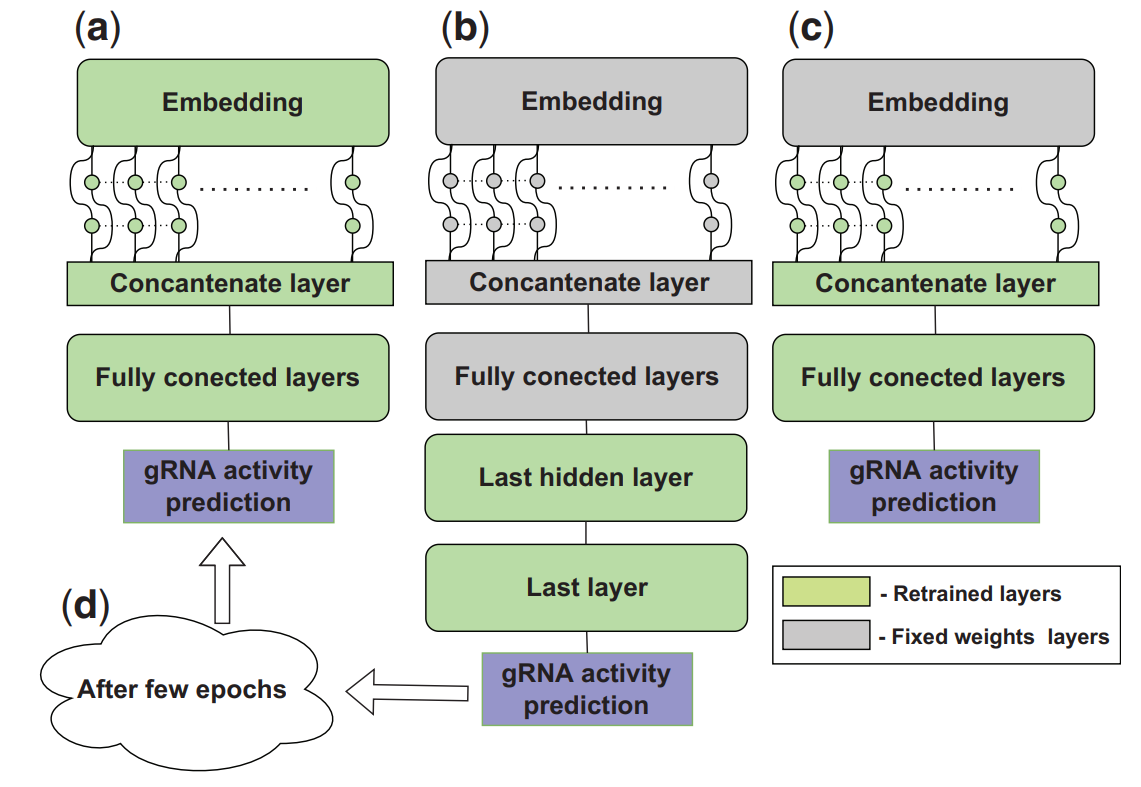 (a)
Embedding
. . . . . . . . .
Concantenate layer
Fully conected layers
gRNA activity
prediction
(b)
Embedding
. . . . . . . . .
Concantenate layer
Fully conected layers
Last hidden layer
Last layer
gRNA activity
prediction
(c)
Embedding
. . . . . . . . .
Concantenate layer
Fully conected layers
gRNA activity
prediction
(d)
After few epochs
- Retrained layers
- Fixed weights layers